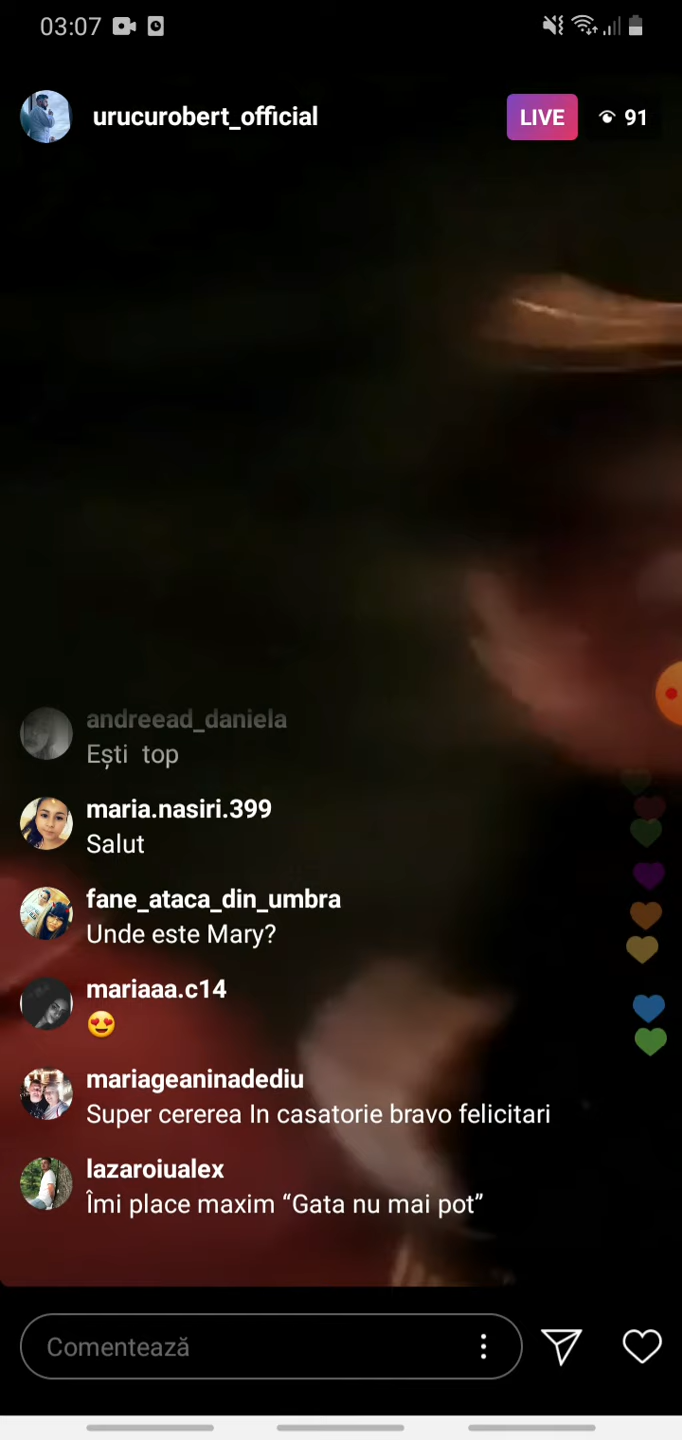 03:07
urucurobert_official
LIVE
91
andreead_daniela
Ești top
maria.nasiri.399
Salut
fane_ataca_din_umbra
Unde este Mary?
mariaaa.c14
😍
mariageaninadediu
Super cererea In casatorie bravo felicitari
lazaroiualex
Îmi place maxim “Gata nu mai pot”
Comentează